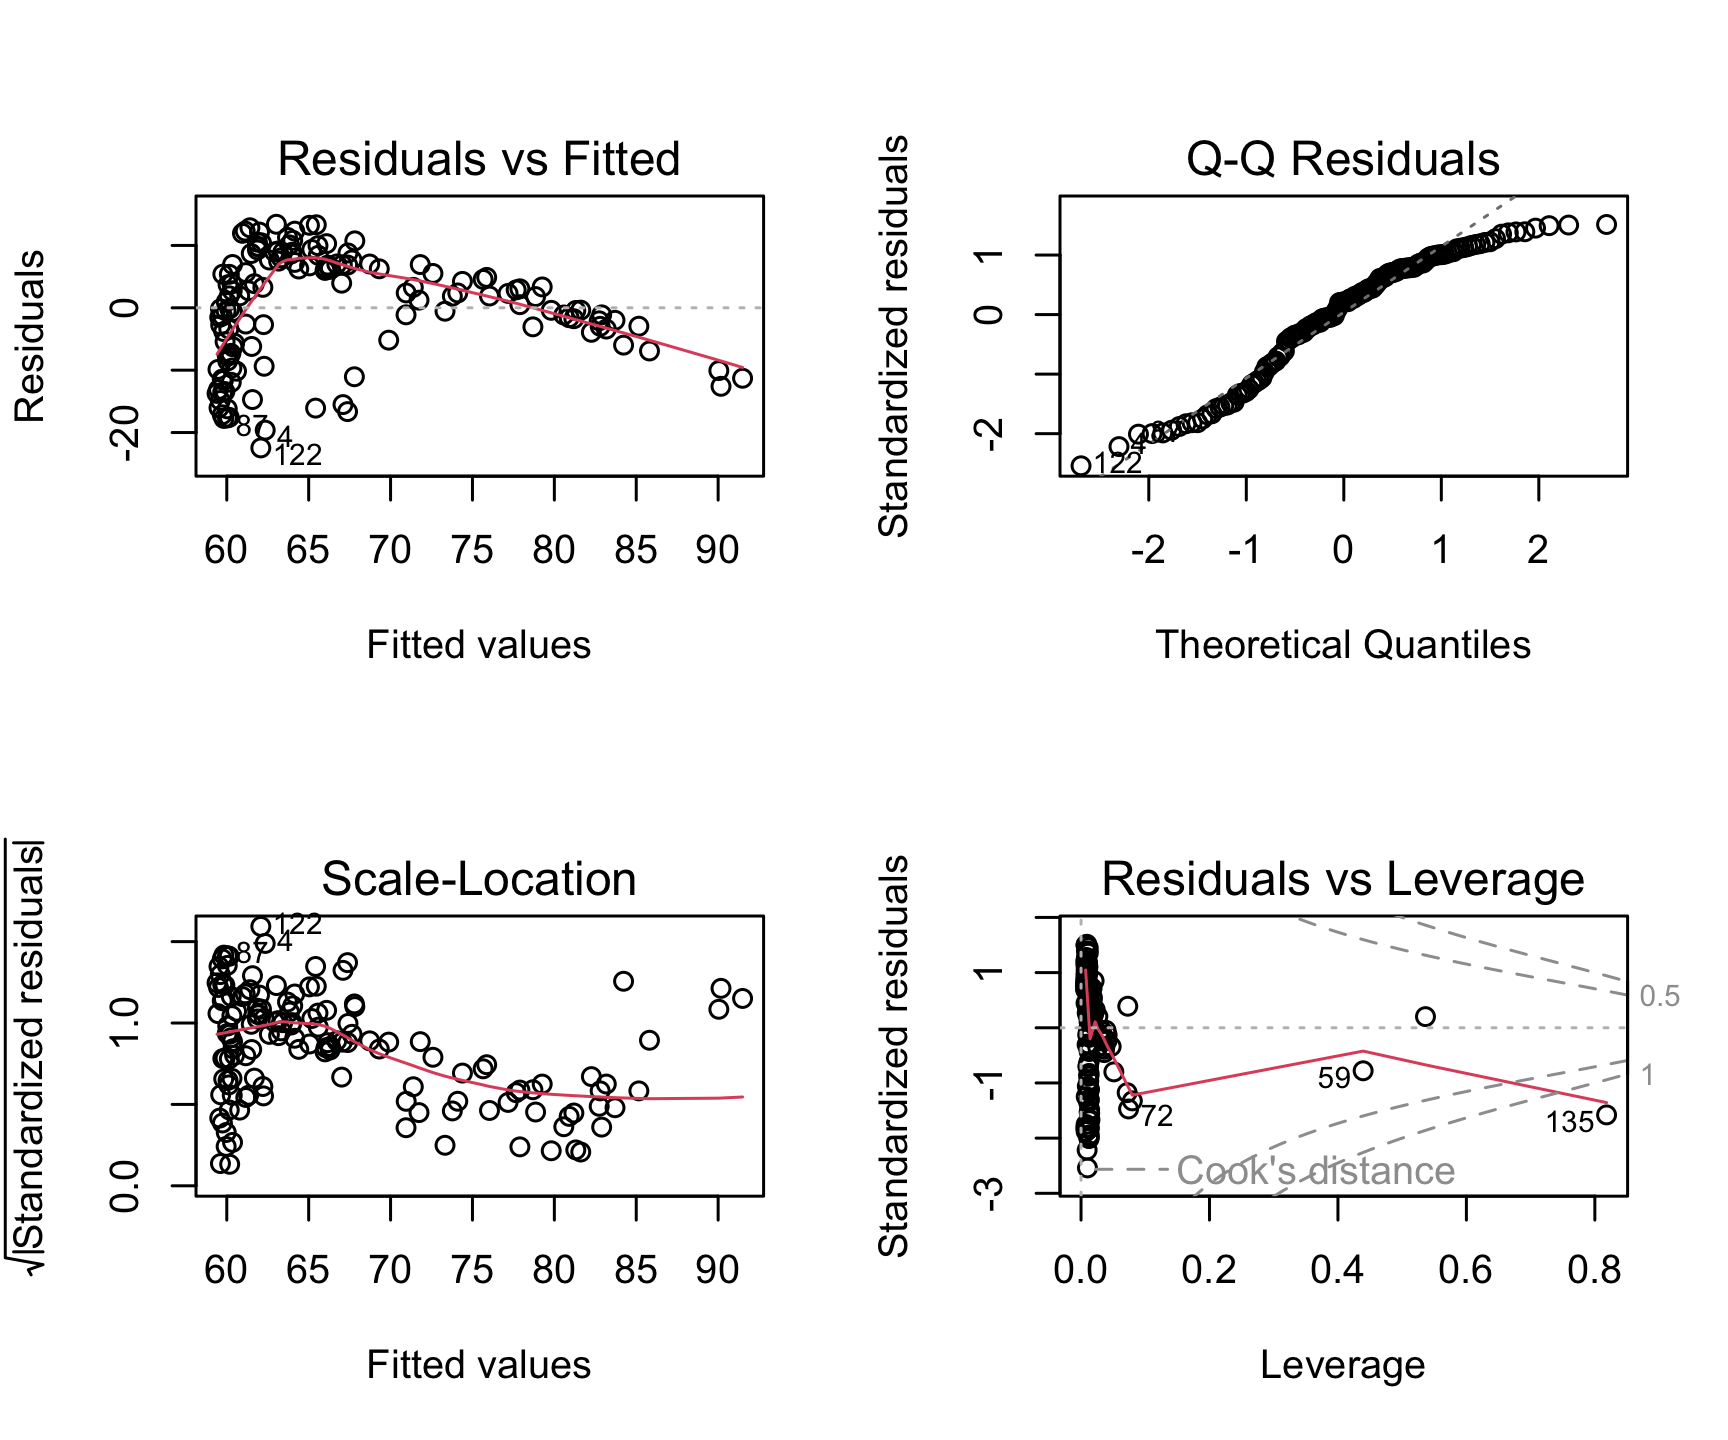 Residuals vs Fitted
Residuals
0
-20
87
4
122
60 65 70 75 80 85 90
Fitted values
Q-Q Residuals
Standardized residuals
1
0
-2
4
122
-2 -1 0 1 2
Theoretical Quantiles
Scale-Location
√|Standardized residuals|
1.0
0.0
122
4
87
60 65 70 75 80 85 90
Fitted values
Residuals vs Leverage
Standardized residuals
1
-1
-3
0.5
1
59
72
135
Cook's distance
0.0 0.2 0.4 0.6 0.8
Leverage